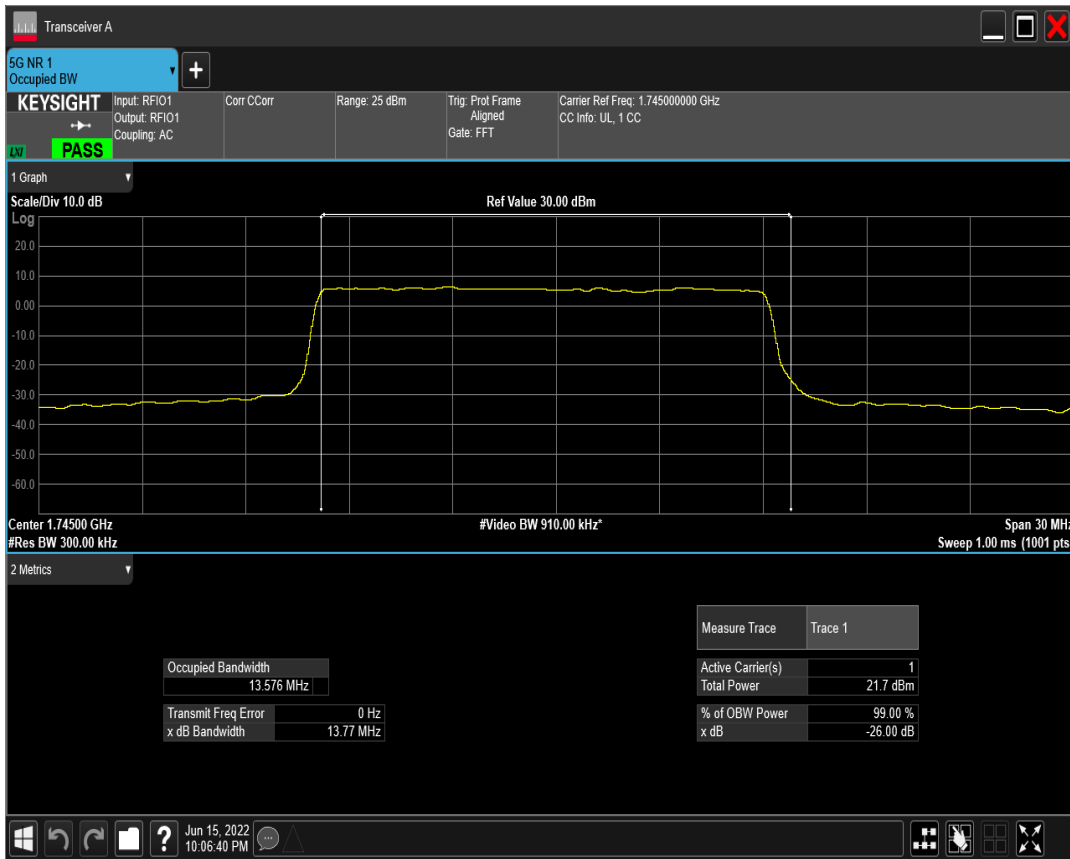 Transceiver A
5G NR 1
Occupied BW
+
KEYSIGHT
LXI
PASS
Input: RFIO1
Output: RFIO1
Coupling: AC
Corr CCorr
Range: 25 dBm
Trig: Prot Frame
Aligned
Gate: FFT
Carrier Ref Freq: 1.745000000 GHz
CC Info: UL, 1 CC
1 Graph
Scale/Div 10.0 dB
Ref Value 30.00 dBm
Log
20.0
10.0
0.00
-10.0
-20.0
-30.0
-40.0
-50.0
-60.0
Center 1.74500 GHz
#Video BW 910.00 kHz*
Span 30 MHz
#Res BW 300.00 kHz
Sweep 1.00 ms (1001 pts
2 Metrics
Measure Trace Trace 1
Occupied Bandwidth
13.576 MHz
Active Carrier(s) 1
Total Power 21.7 dBm
Transmit Freq Error 0 Hz
x dB Bandwidth 13.77 MHz
% of OBW Power 99.00 %
x dB -26.00 dB
?
Jun 15, 2022
10:06:40 PM